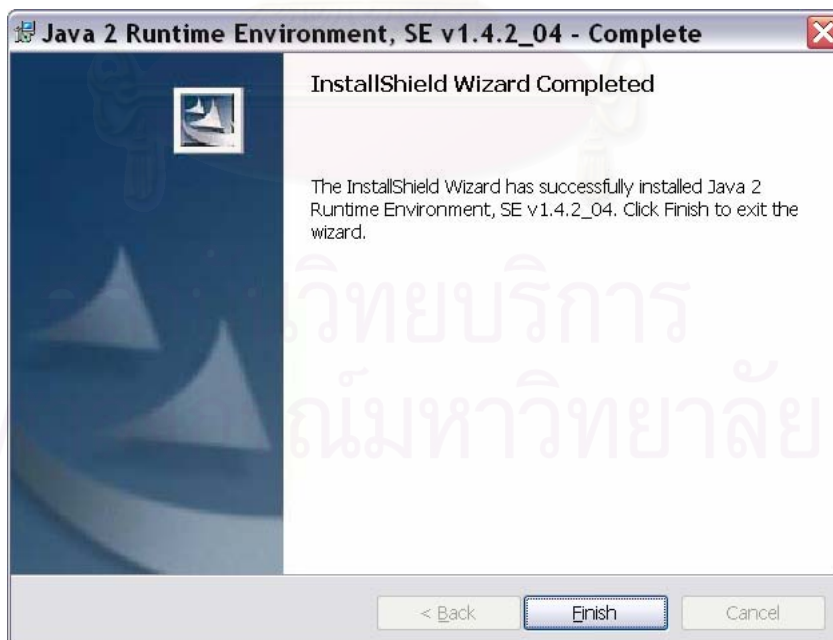 Java 2 Runtime Environment, SE v1.4.2_04 - Complete
InstallShield Wizard Completed
The InstallShield Wizard has successfully installed Java 2
Runtime Environment, SE v1.4.2_04. Click Finish to exit the
wizard.
วิทยบริการ
มหาวิทยาลัย
< Back
Finish
Cancel